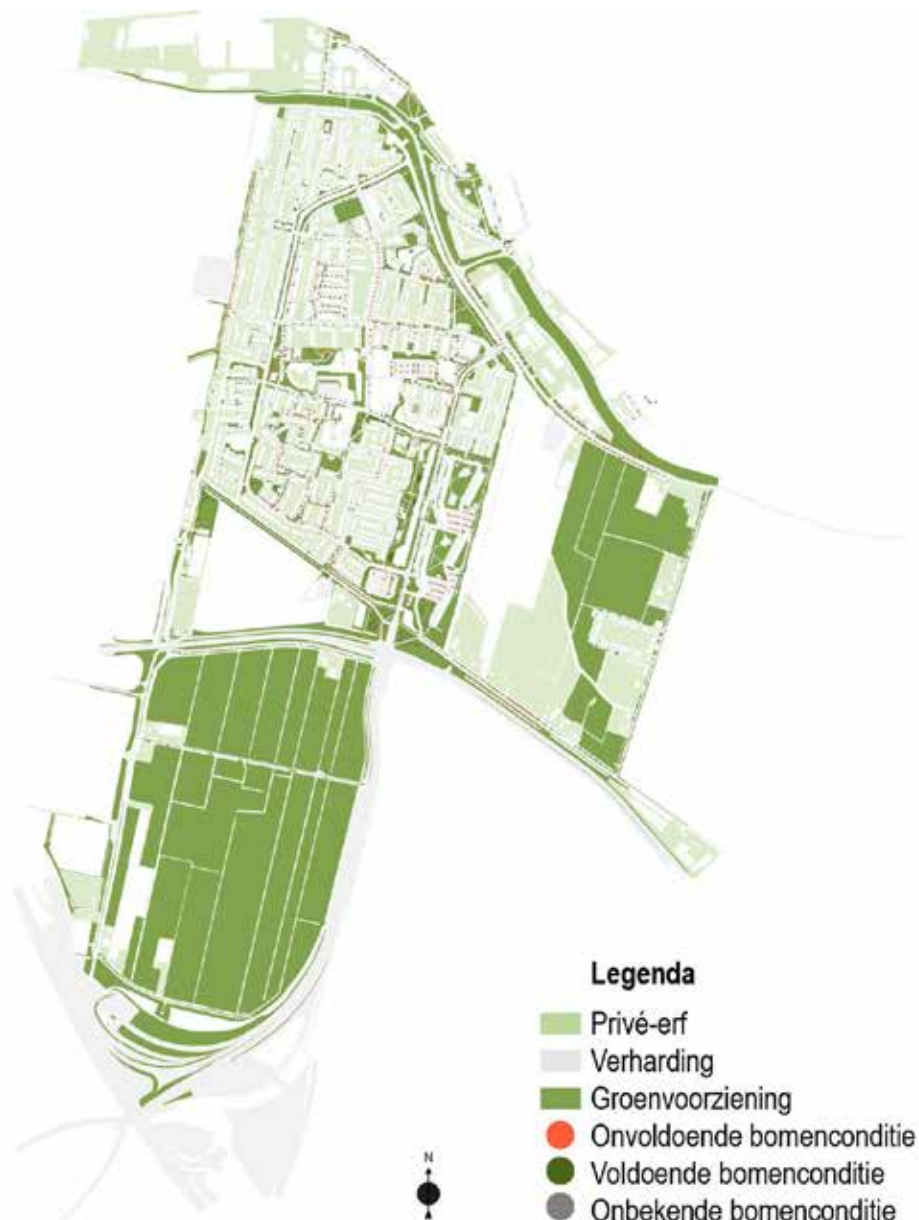 Legenda
Privé-erf
Verharding
Groenvoorziening
Onvoldoende bomenconditie
Voldoende bomenconditie
Onbekende bomenconditie
N